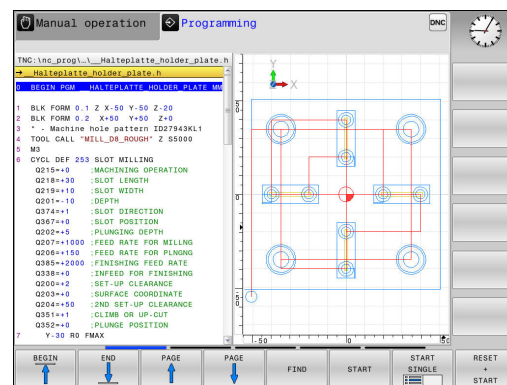 Manual operation
Programming
DNC
TNC:\nc_prog\…\__Halteplatte_holder_plate.h
→__Halteplatte_holder_plate.h
0 BEGIN PGM __HALTEPLATTE_HOLDER_PLATE MM
1 BLK FORM 0.1 Z X-50 Y-50 Z-20
2 BLK FORM 0.2 X+50 Y+50 Z+0
3 * - Machine hole pattern ID27943KL1
4 TOOL CALL "MILL_D8_ROUGH" Z S5000
5 M3
6 CYCL DEF 253 SLOT MILLING
Q215=+0 ;MACHINING OPERATION
Q218=+30 ;SLOT LENGTH
Q219=+10 ;SLOT WIDTH
Q201=-10 ;DEPTH
Q374=+1 ;SLOT DIRECTION
Q367=+0 ;SLOT POSITION
Q202=+5 ;PLUNGING DEPTH
Q207=+1000 ;FEED RATE FOR MILLNG
Q206=+150 ;FEED RATE FOR PLNGNG
Q385=+2000 ;FINISHING FEED RATE
Q338=+0 ;INFEED FOR FINISHING
Q200=+2 ;SET-UP CLEARANCE
Q203=+0 ;SURFACE COORDINATE
Q204=+50 ;2ND SET-UP CLEARANCE
Q351=+1 ;CLIMB OR UP-CUT
Q352=+0 ;PLUNGE POSITION
7 Y-30 R0 FMAX
Y
X
50
0
-50
-50
0
50
BEGIN
END
PAGE
PAGE
FIND
START
START
SINGLE
RESET
+
START